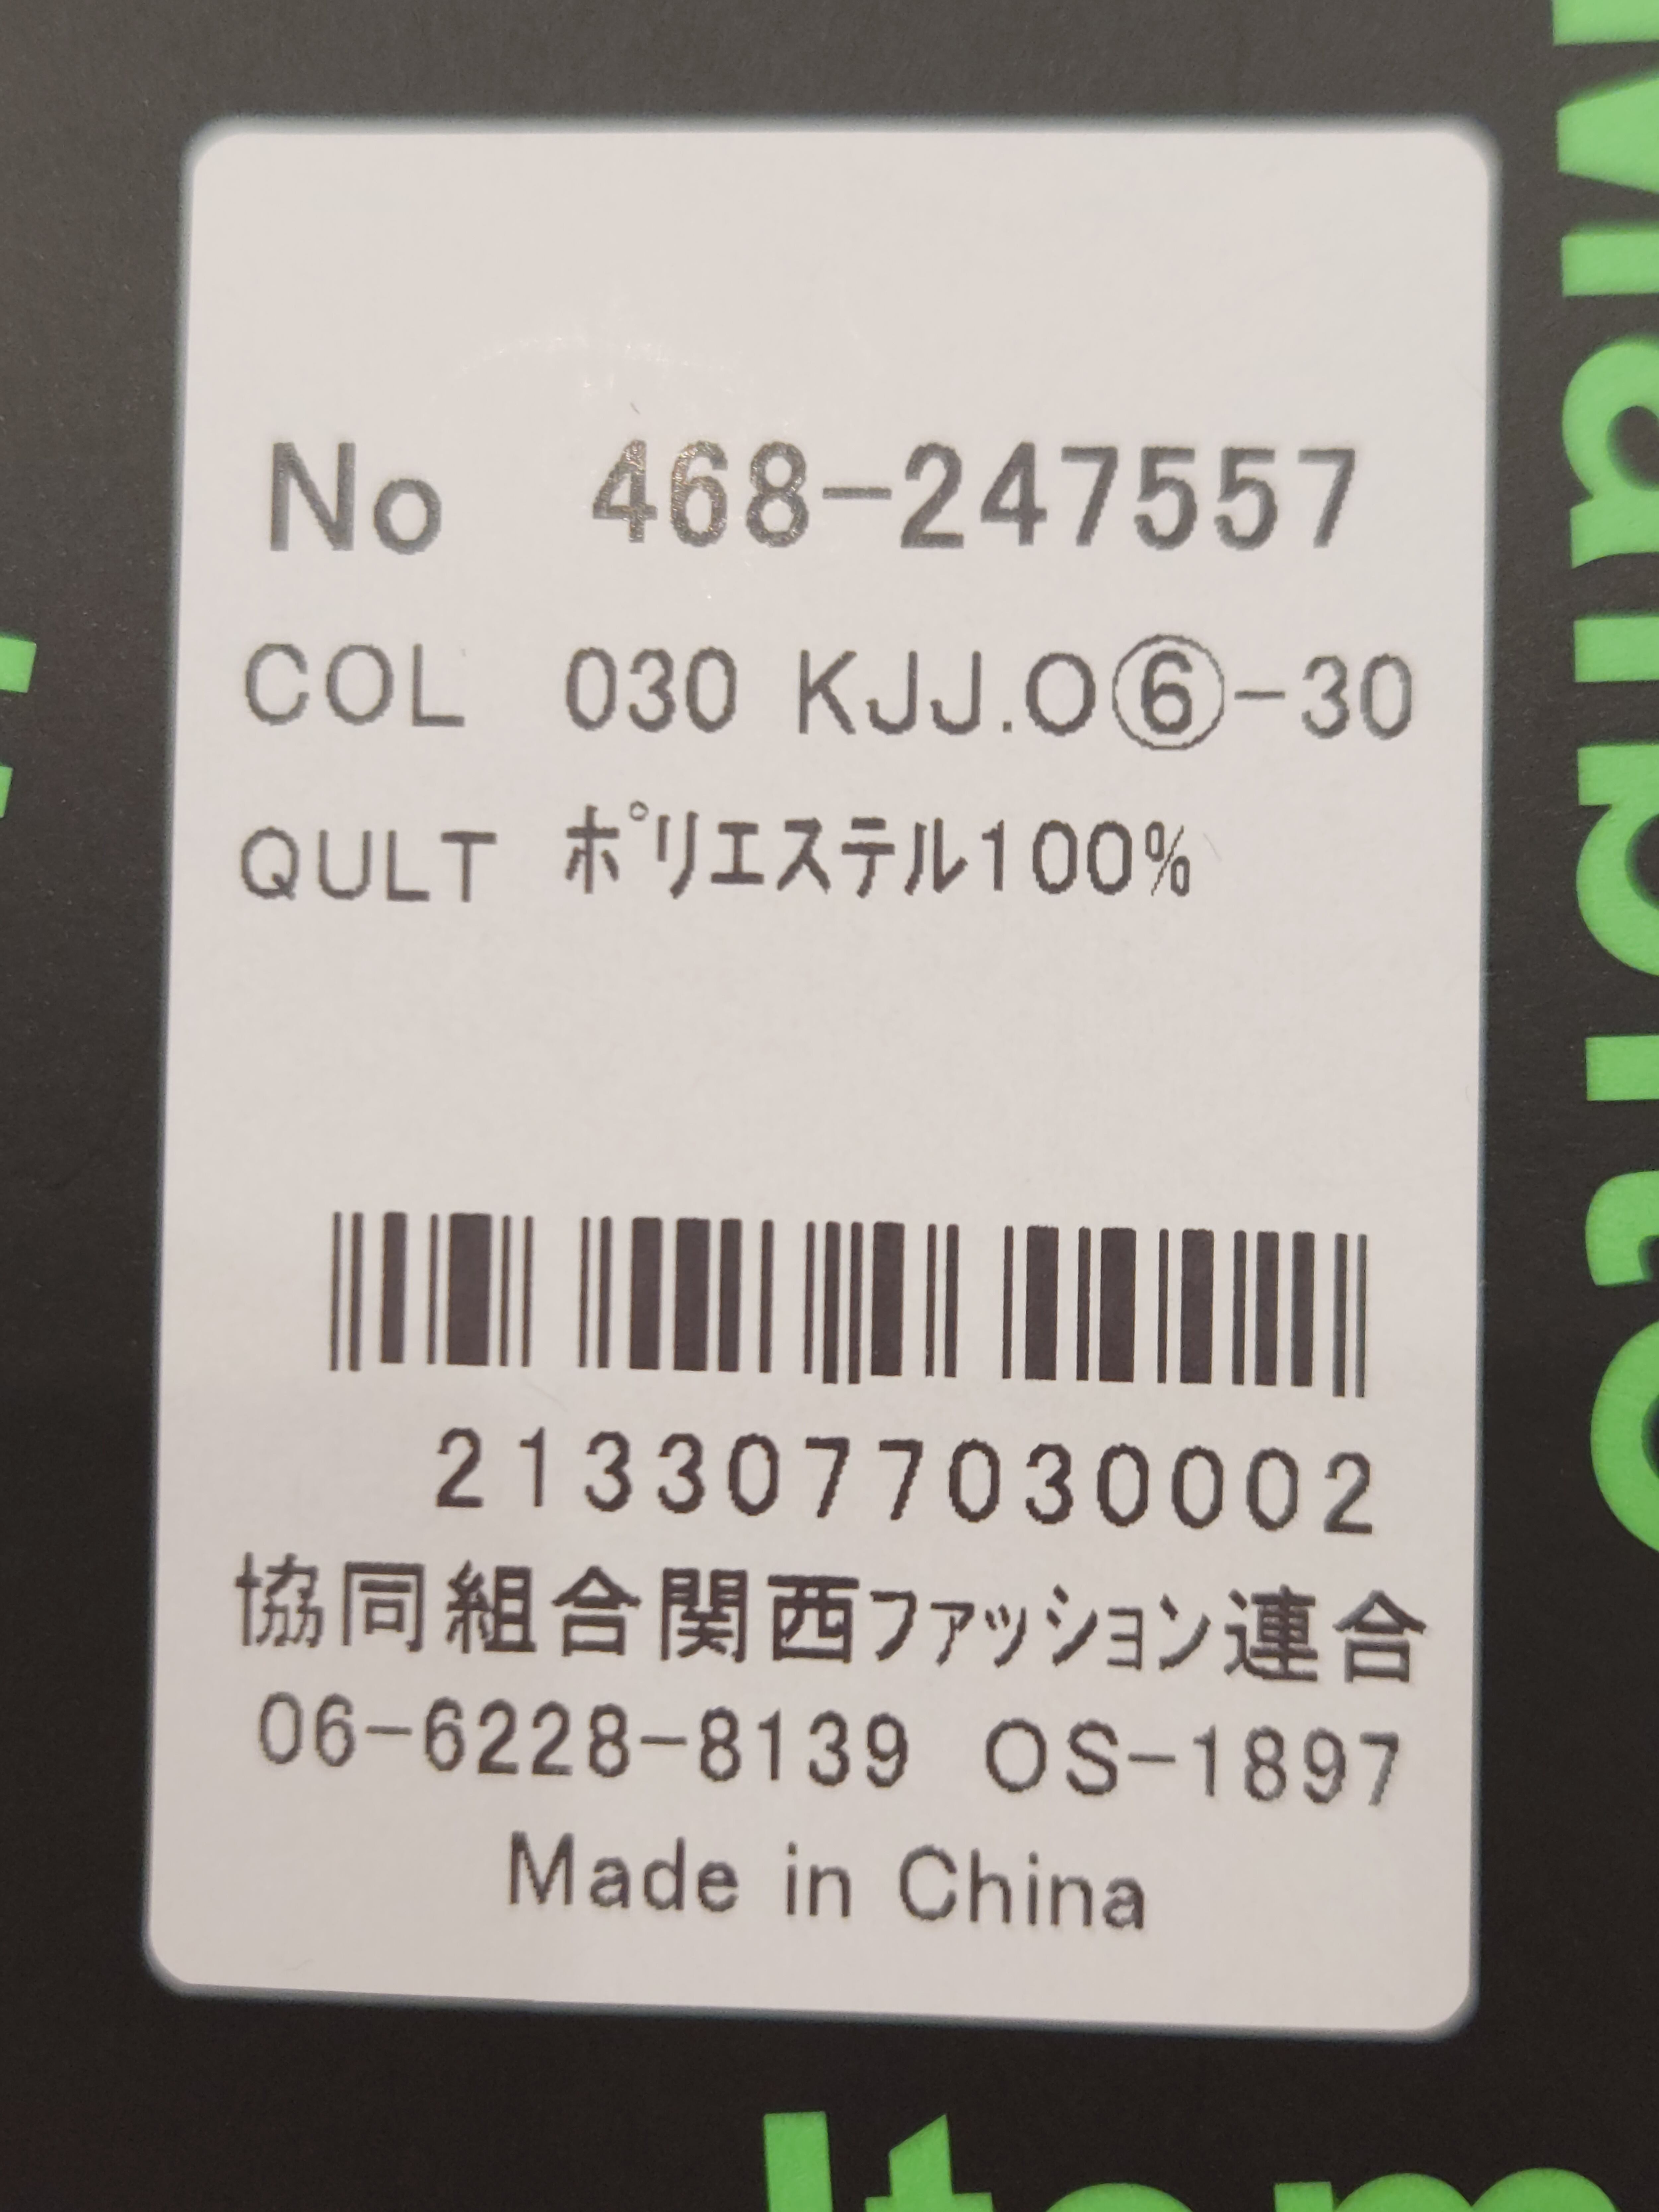 No 468-247557
COL 030 KJJ.O⑥-30
QULT ポリエステル100%
2133077030002
協同組合関西ファッション連合
06-6228-8139 OS-1897
Made in China
Item